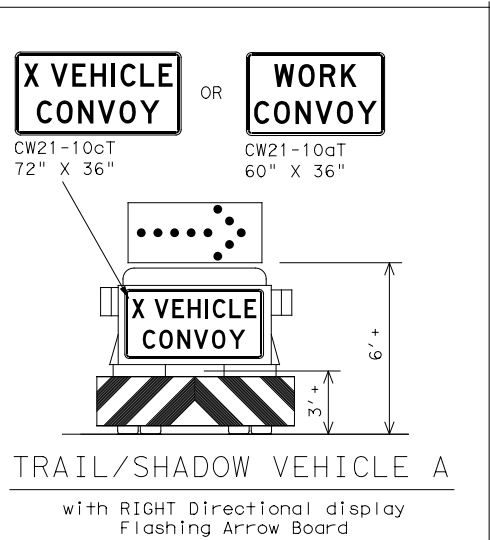 X VEHICLE
CONVOY
OR
WORK
CONVOY
CW21-10cT
72" X 36"
CW21-10aT
60" X 36"
X VEHICLE
CONVOY
6'+
3'+
TRAIL/SHADOW VEHICLE A
with RIGHT Directional display
Flashing Arrow Board